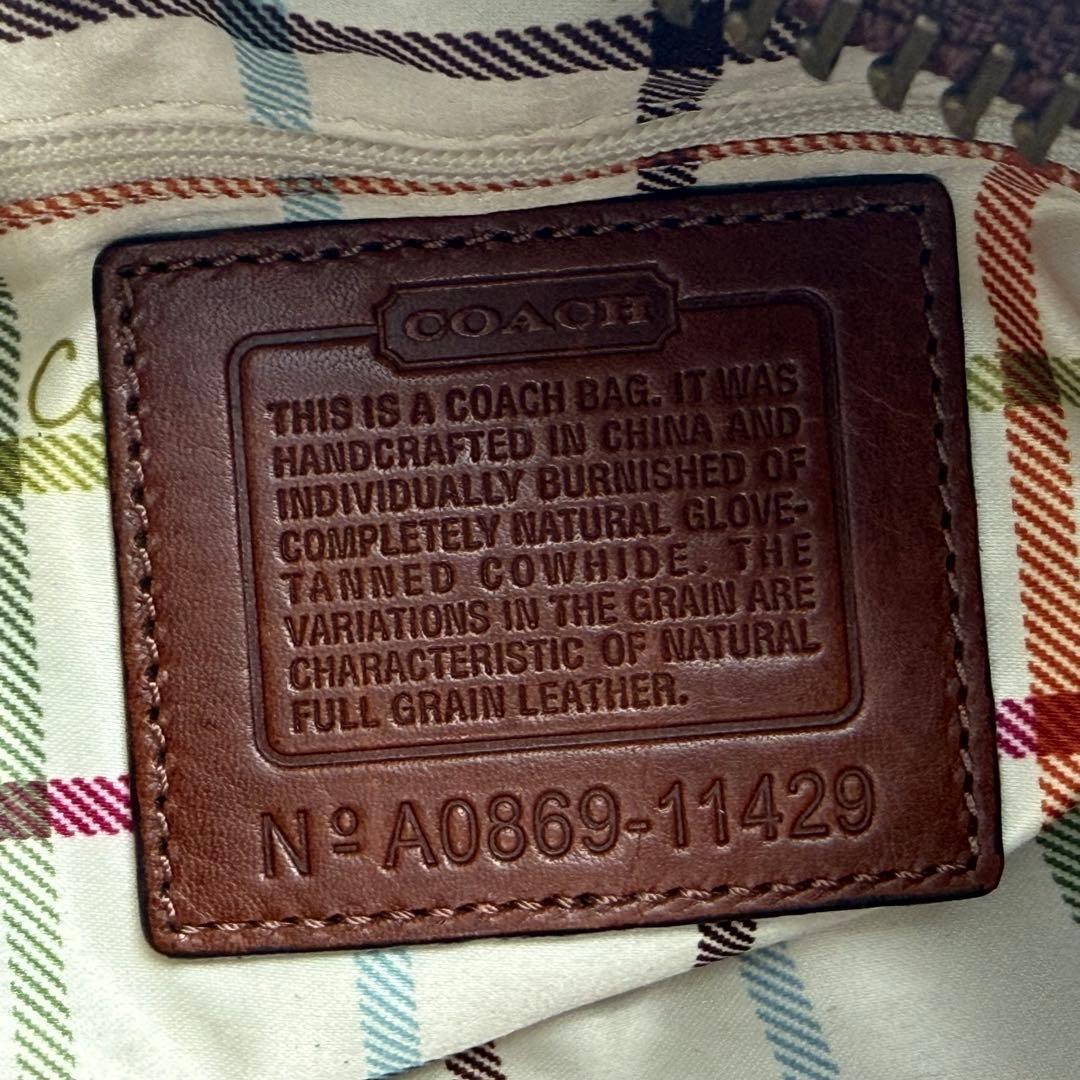 COACH
THIS IS A COACH BAG. IT WAS
HANDCRAFTED IN CHINA AND
INDIVIDUALLY BURNISHED OF
COMPLETELY NATURAL GLOVE-
TANNED COWHIDE. THE
VARIATIONS IN THE GRAIN ARE
CHARACTERISTIC OF NATURAL
FULL GRAIN LEATHER.
Nº A0869-11429